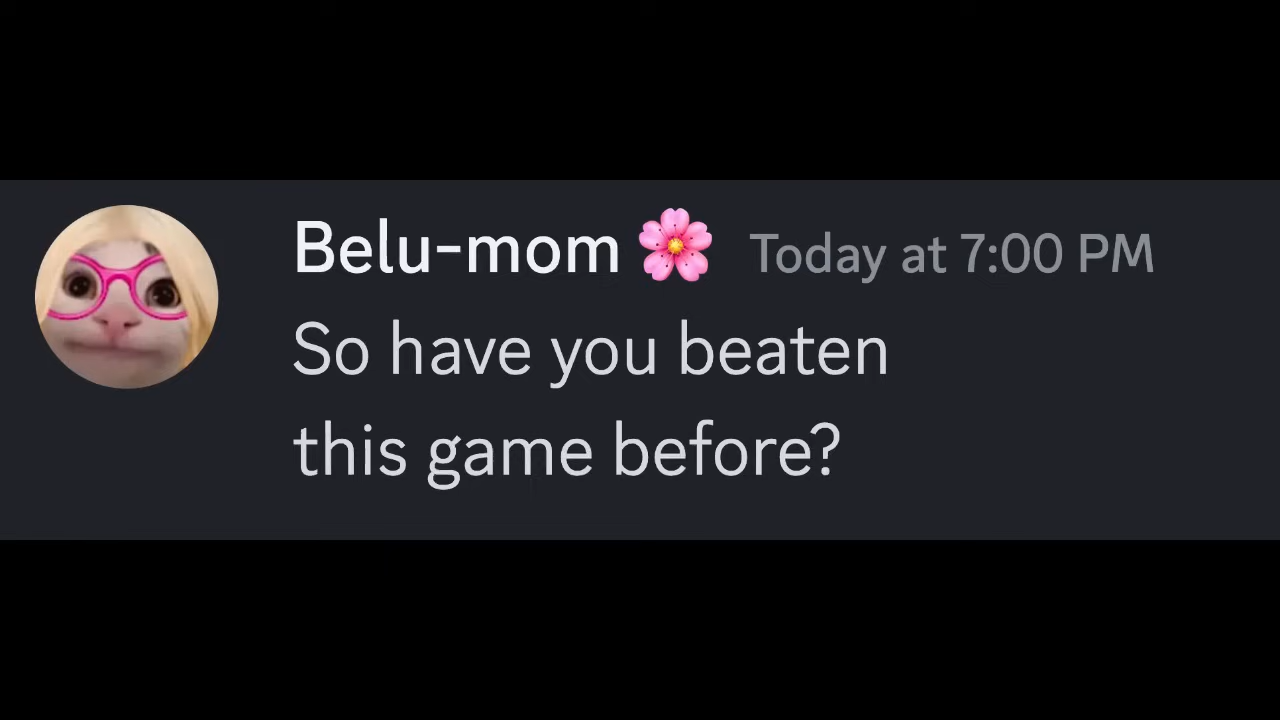 Belu-mom🌸 Today at 7:00 PM
So have you beaten
this game before?